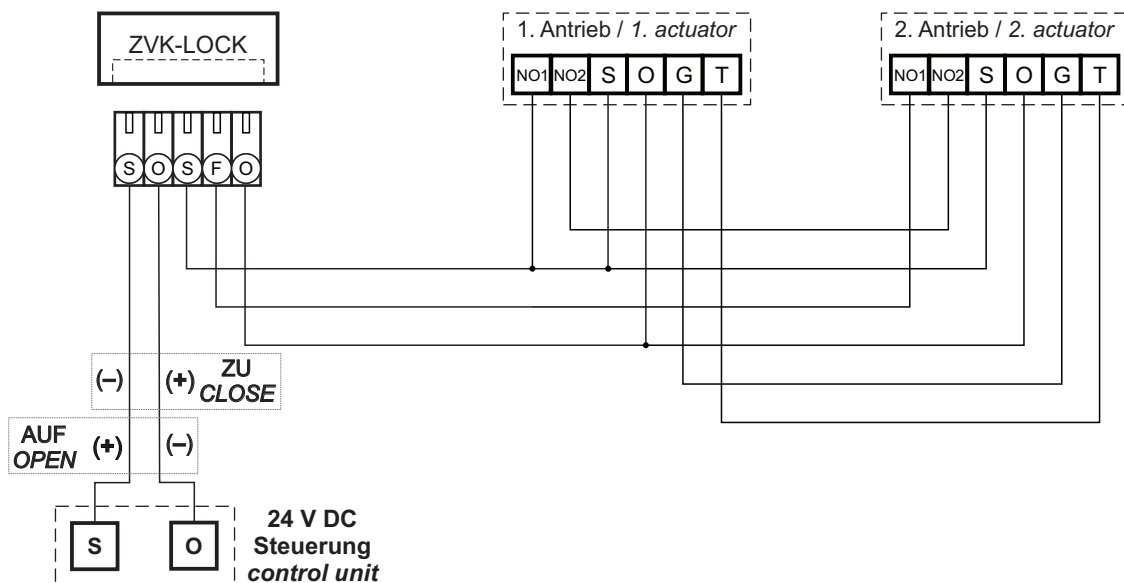 ZVK-LOCK
1. Antrieb / 1. actuator
2. Antrieb / 2. actuator
NO1 NO2 S O G T
NO1 NO2 S O G T
S O S F O
(–) (+) ZU
CLOSE
AUF (+) (–)
OPEN
S O
24 V DC
Steuerung
control unit